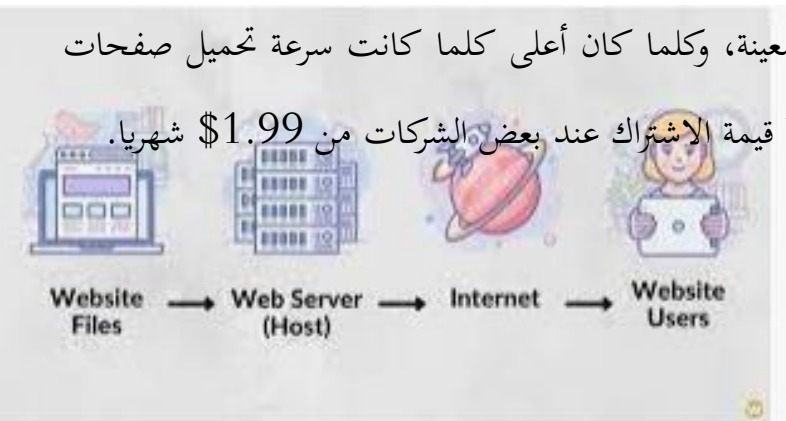 معينة، وكلما كان أعلى كلما كانت سرعة تحميل صفحات
قيمة الاشتراك عند بعض الشركات من 1.99$ شهريا.
Website Files
Web Server (Host)
Internet
Website Users